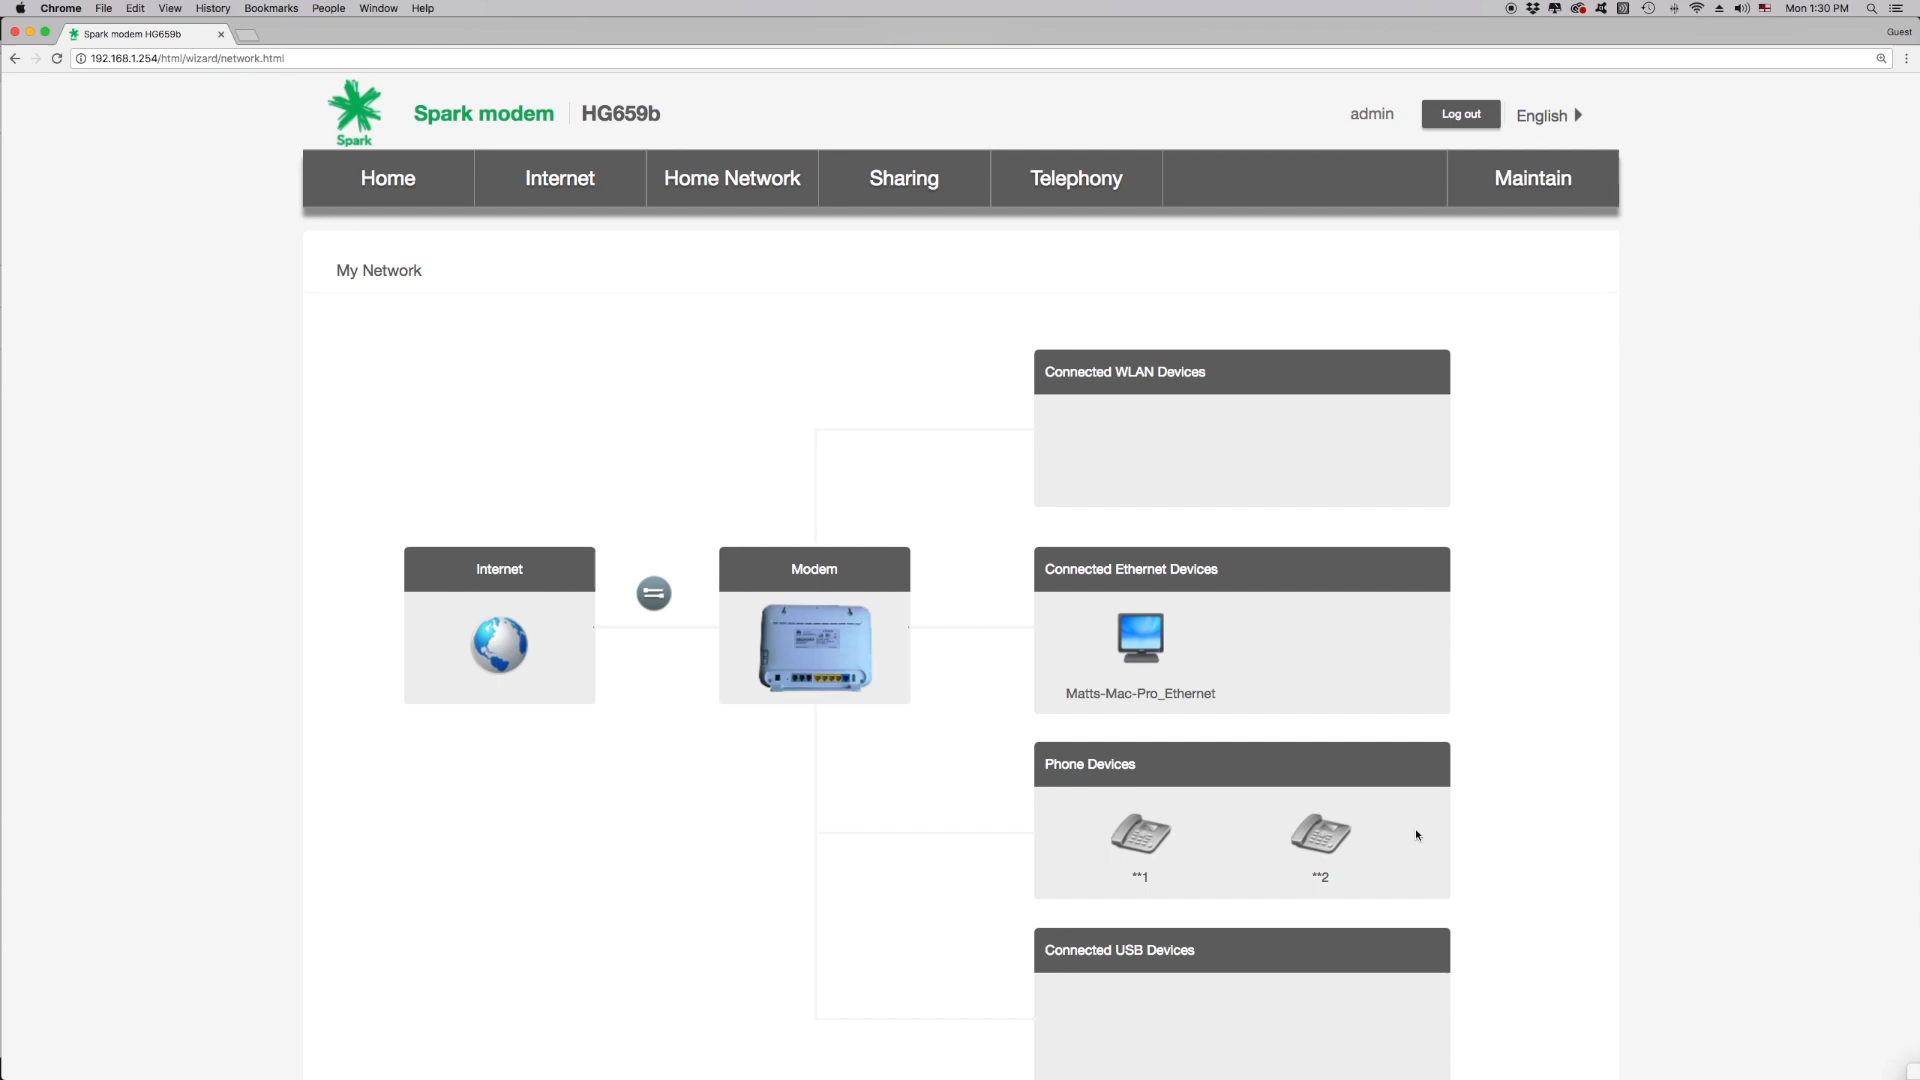 Chrome File Edit View History Bookmarks People Window Help Mon 1:30 PM
Spark modem HG659b Guest
192.168.1.254/html/wizard/network.html
Spark
Spark modem HG659b admin Log out English
Home Internet Home Network Sharing Telephony Maintain
My Network
Connected WLAN Devices
Internet Modem Connected Ethernet Devices
Matts-Mac-Pro_Ethernet
Phone Devices
**1 **2
Connected USB Devices